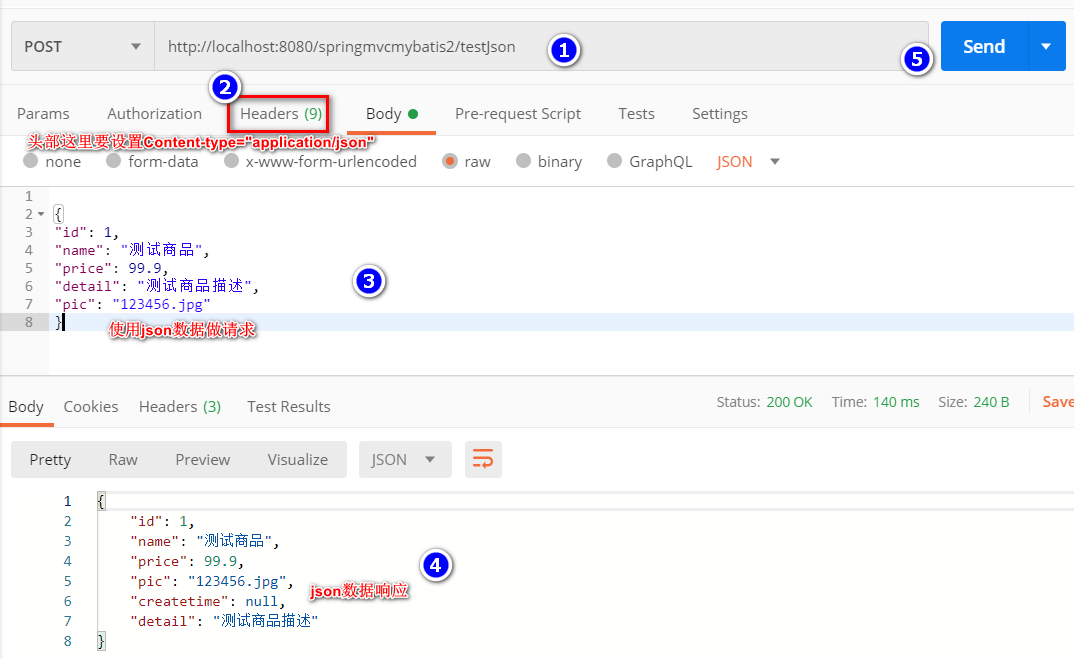 POST http://localhost:8080/springmvcmybatis2/testJson 1 5 Send
2
Params Authorization Headers (9) Body Pre-request Script Tests Settings
头部这里要设置Content-type="application/json"
none form-data x-www-form-urlencoded raw binary GraphQL JSON
1
2 {
3 "id": 1,
4 "name": "测试商品",
5 "price": 99.9,
6 "detail": "测试商品描述",
3
7 "pic": "123456.jpg"
8 }
使用json数据做请求
Body Cookies Headers (3) Test Results Status: 200 OK Time: 140 ms Size: 240 B Save
Pretty Raw Preview Visualize JSON
1 {
2 "id": 1,
3 "name": "测试商品",
4 "price": 99.9,
4
5 "pic": "123456.jpg",
json数据响应
6 "createtime": null,
7 "detail": "测试商品描述"
8 }